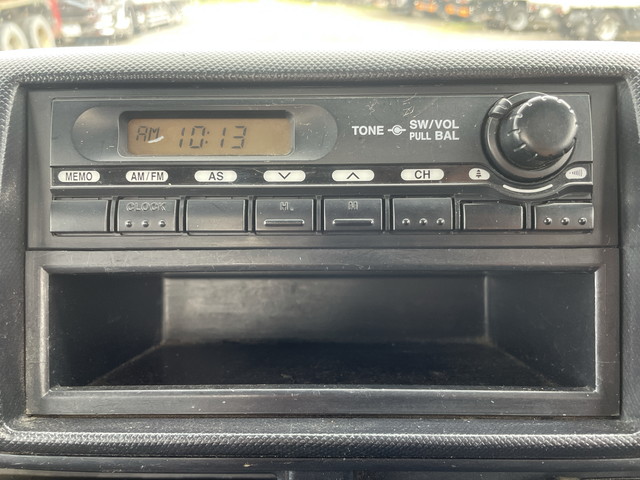 AM 10:13
TONE SW/VOL
PULL BAL
MEMO AM/FM AS CH
CLOCK H. M